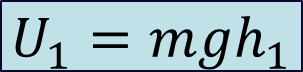 U₁ = mgh₁